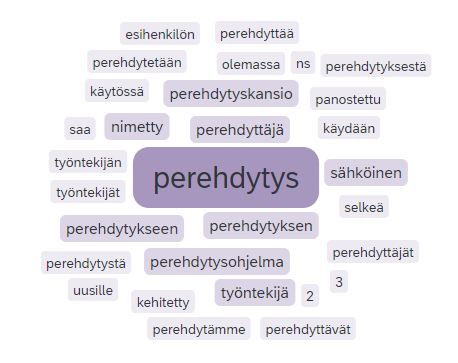 esihenkilön perehdyttää
perehdytetään olemassa ns perehdytyksestä
käytössä perehdytyskansio panostettu
saa nimetty perehdyttäjä käydään
työntekijän perehdytys sähköinen
työntekijät selkeä
perehdytykseen perehdytyksen
perehdytystä perehdytysohjelma perehdyttäjät
uusille kehitetty työntekijä 2 3
perehdytämme perehdyttävät